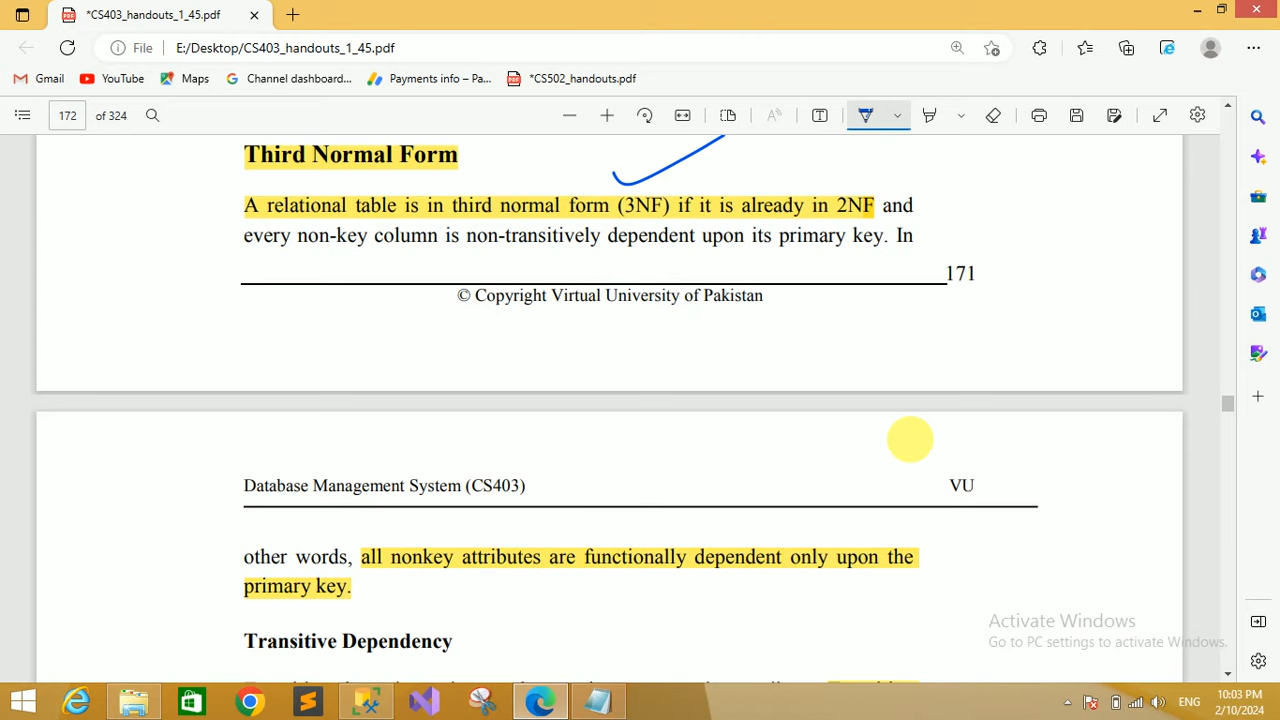 *CS403_handouts_1_45.pdf
File
E:/Desktop/CS403_handouts_1_45.pdf
Gmail
YouTube
Maps
Channel dashboard...
Payments info – Pa...
*CS502_handouts.pdf
172 of 324
Third Normal Form
A relational table is in third normal form (3NF) if it is already in 2NF and
every non-key column is non-transitively dependent upon its primary key. In
171
© Copyright Virtual University of Pakistan
Database Management System (CS403)
VU
other words, all nonkey attributes are functionally dependent only upon the
primary key.
Activate Windows
Go to PC settings to activate Windows.
Transitive Dependency
ENG
10:03 PM
2/10/2024